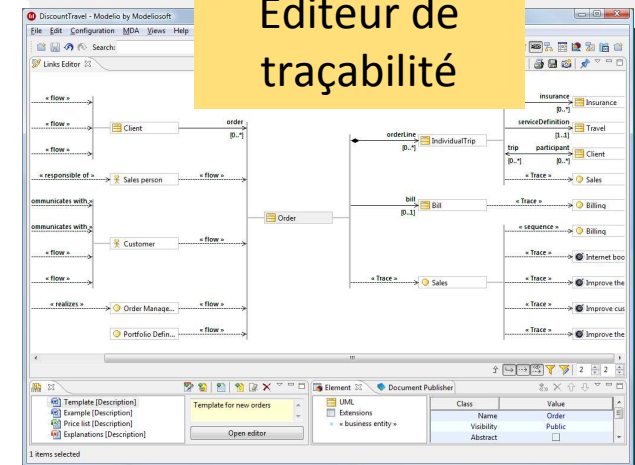 Editeur de
traçabilité
DiscountTravel - Modelio by Modeliosoft
File Edit Configuration MDA Views Help
Search:
Links Editor
« flow »
« flow »
« flow »
Client
order
[0..*]
« responsible of »
Sales person
« flow »
ommunicates with »
ommunicates with »
« flow »
« flow »
Customer
« flow »
« realizes »
Order Manage...
« flow »
Portfolio Defin...
« flow »
Order
orderLine
[0..*]
IndividualTrip
bill
[0..1]
Bill
« Trace »
Sales
insurance
[0..*]
Insurance
serviceDefinition
[1..1]
Travel
trip participant
[0..*] [0..*]
Client
« Trace »
Sales
« Trace »
Billing
« sequence »
Billing
« Trace »
Internet boo
« Trace »
Improve the
« Trace »
Improve cus
« Trace »
Improve the
2 2
Template [Description]
Example [Description]
Price list [Description]
Explanations [Description]
Template for new orders
Open editor
Element Document Publisher
UML
Extensions
« business entity »
Class Value
Name Order
Visibility Public
Abstract
1 items selected